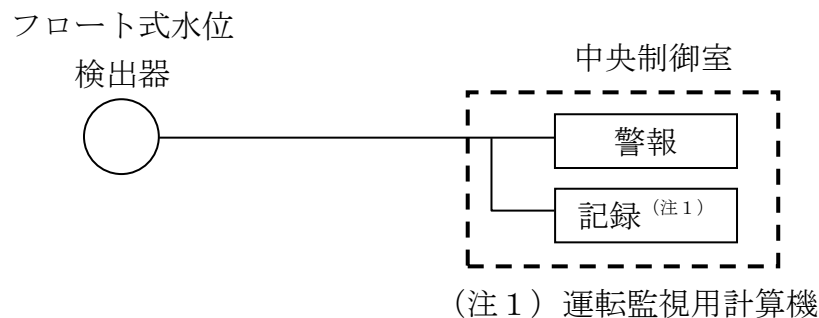 フロート式水位
検出器
中央制御室
警報
記録（注１）
（注１）運転監視用計算機